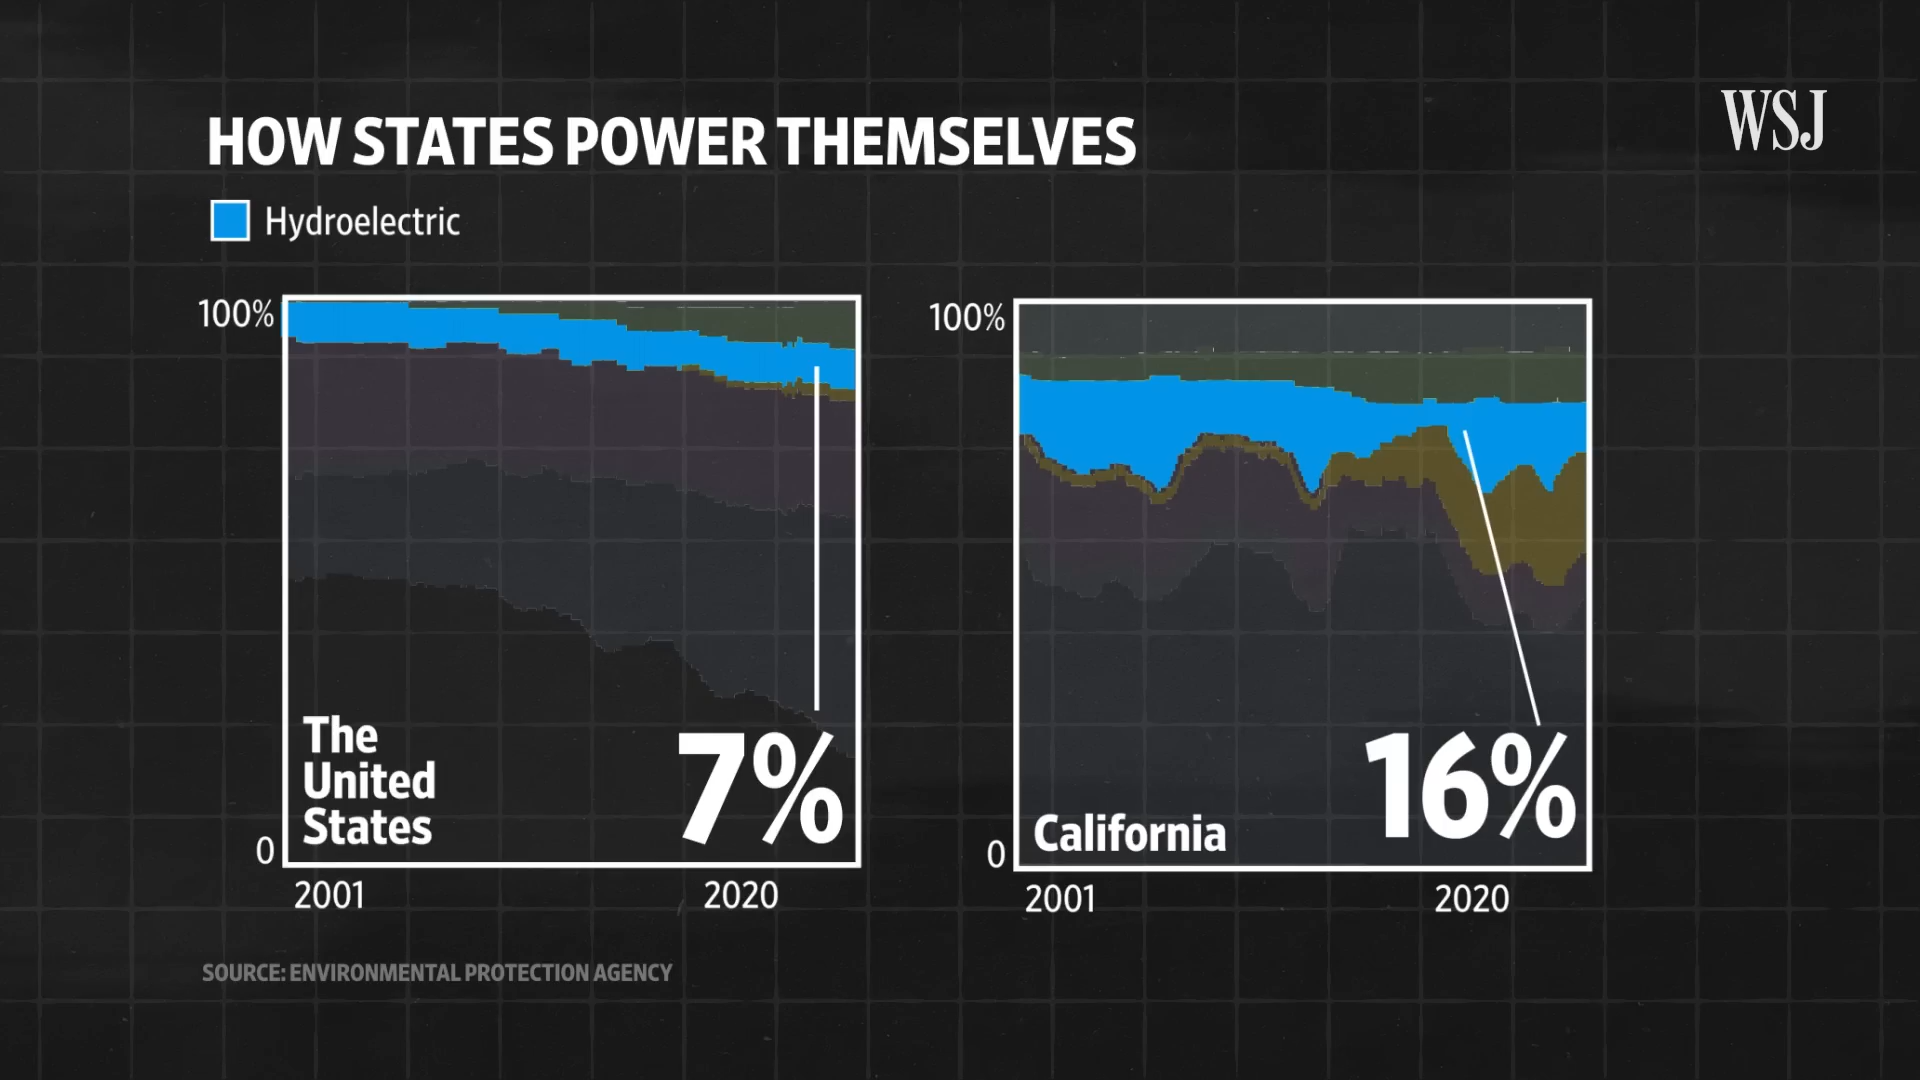 WSJ
HOW STATES POWER THEMSELVES
Hydroelectric
100%
0
The
United
States
7%
2001
2020
100%
0
California
16%
2001
2020
SOURCE: ENVIRONMENTAL PROTECTION AGENCY